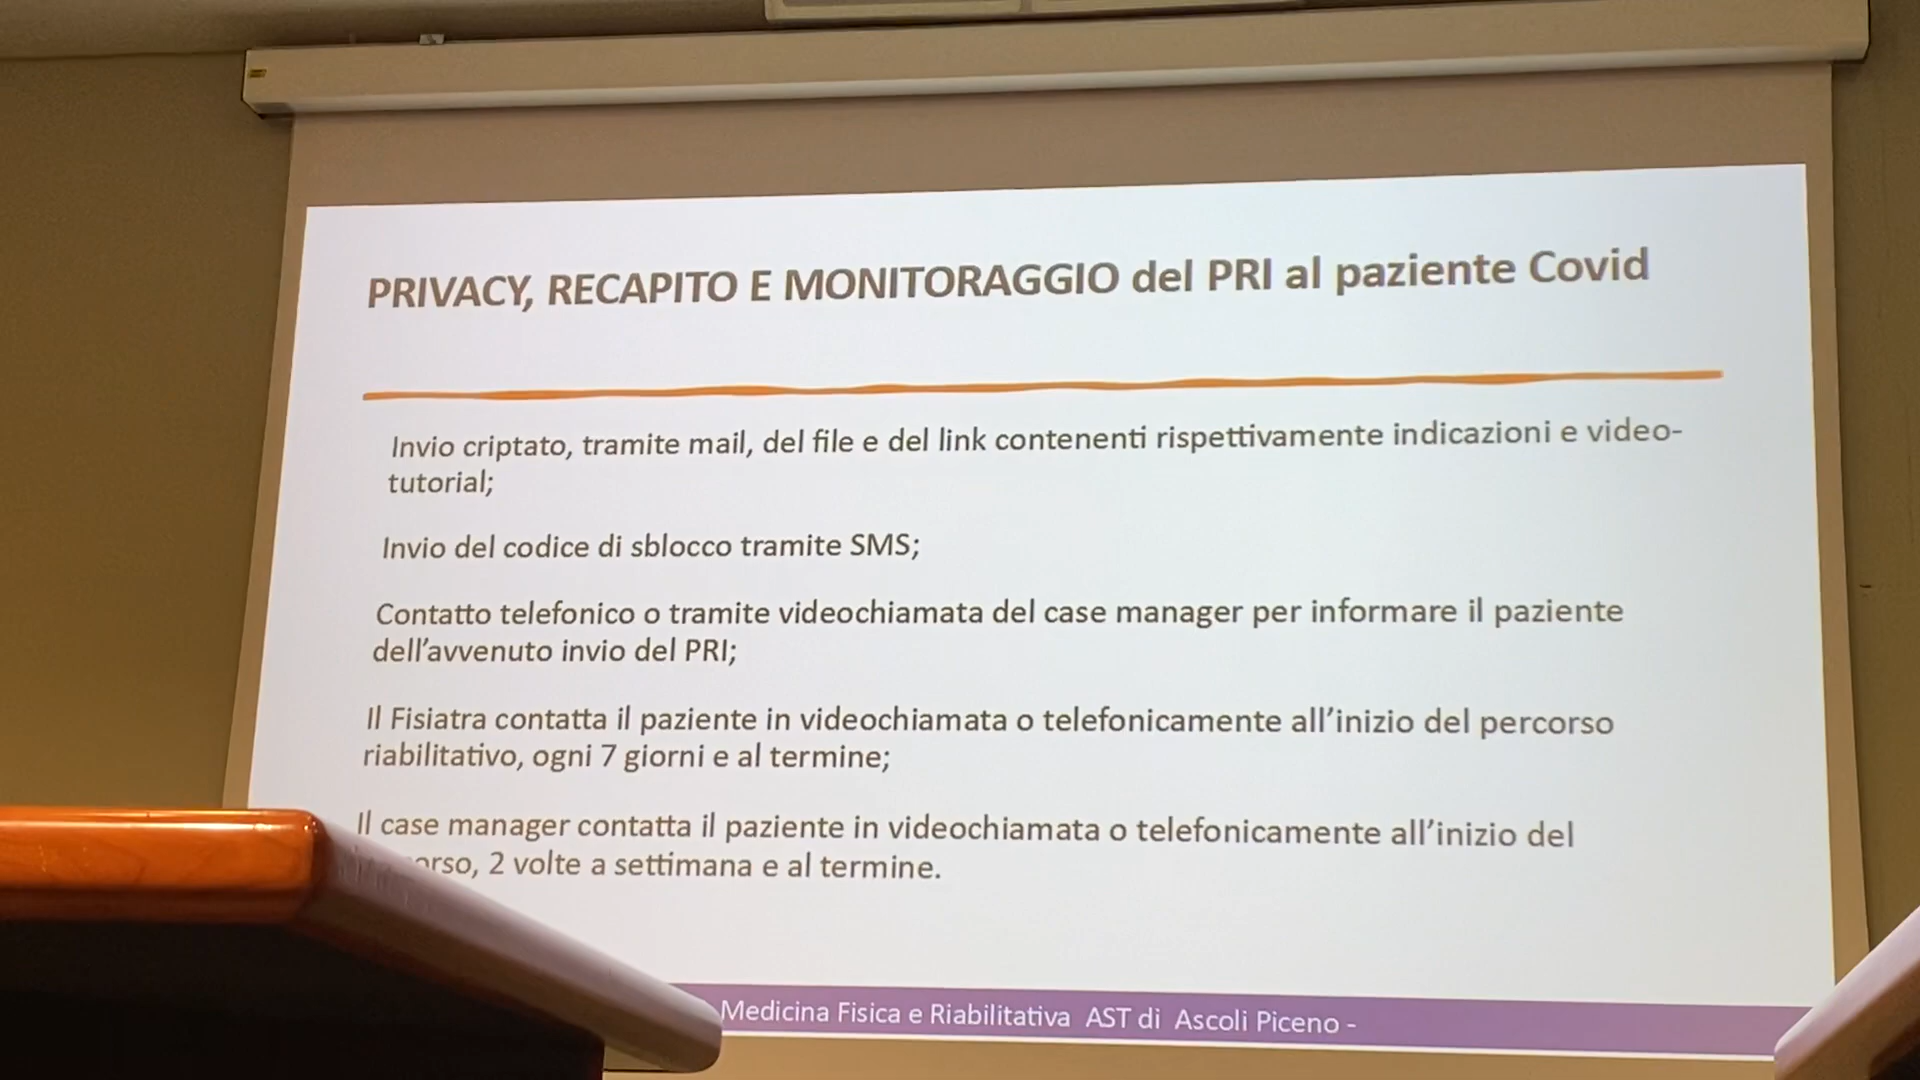 PRIVACY, RECAPITO E MONITORAGGIO del PRI al paziente Covid
Invio criptato, tramite mail, del file e del link contenenti rispettivamente indicazioni e video-
tutorial;
Invio del codice di sblocco tramite SMS;
Contatto telefonico o tramite videochiamata del case manager per informare il paziente
dell’avvenuto invio del PRI;
Il Fisiatra contatta il paziente in videochiamata o telefonicamente all’inizio del percorso
riabilitativo, ogni 7 giorni e al termine;
Il case manager contatta il paziente in videochiamata o telefonicamente all’inizio del
2 volte a settimana e al termine.
Medicina Fisica e Riabilitativa AST di Ascoli Piceno -